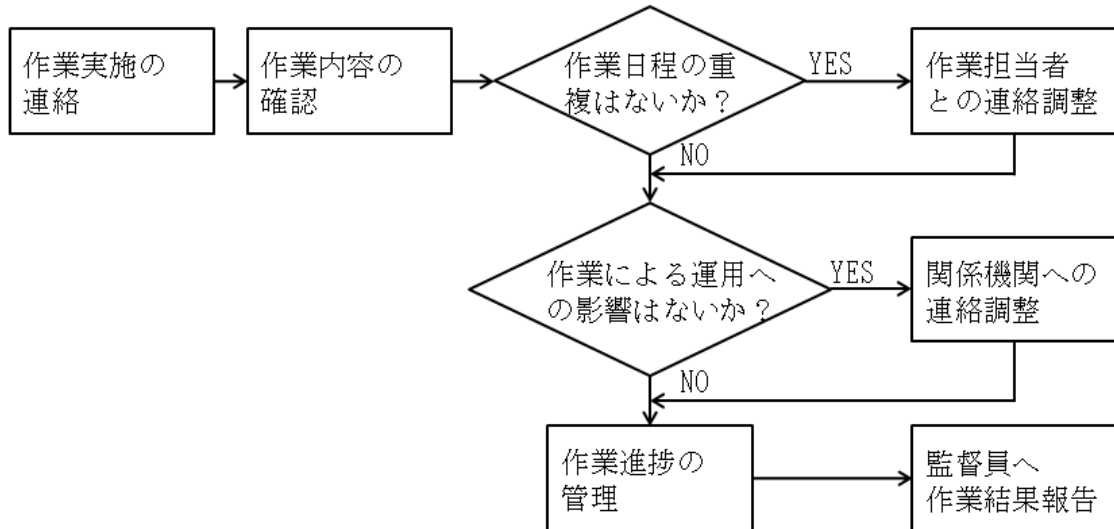 作業実施の
連絡
作業内容の
確認
作業日程の重
複はないか？
YES
作業担当者
との連絡調整
NO
作業による運用へ
の影響はないか？
YES
関係機関への
連絡調整
NO
作業進捗の
管理
監督員へ
作業結果報告